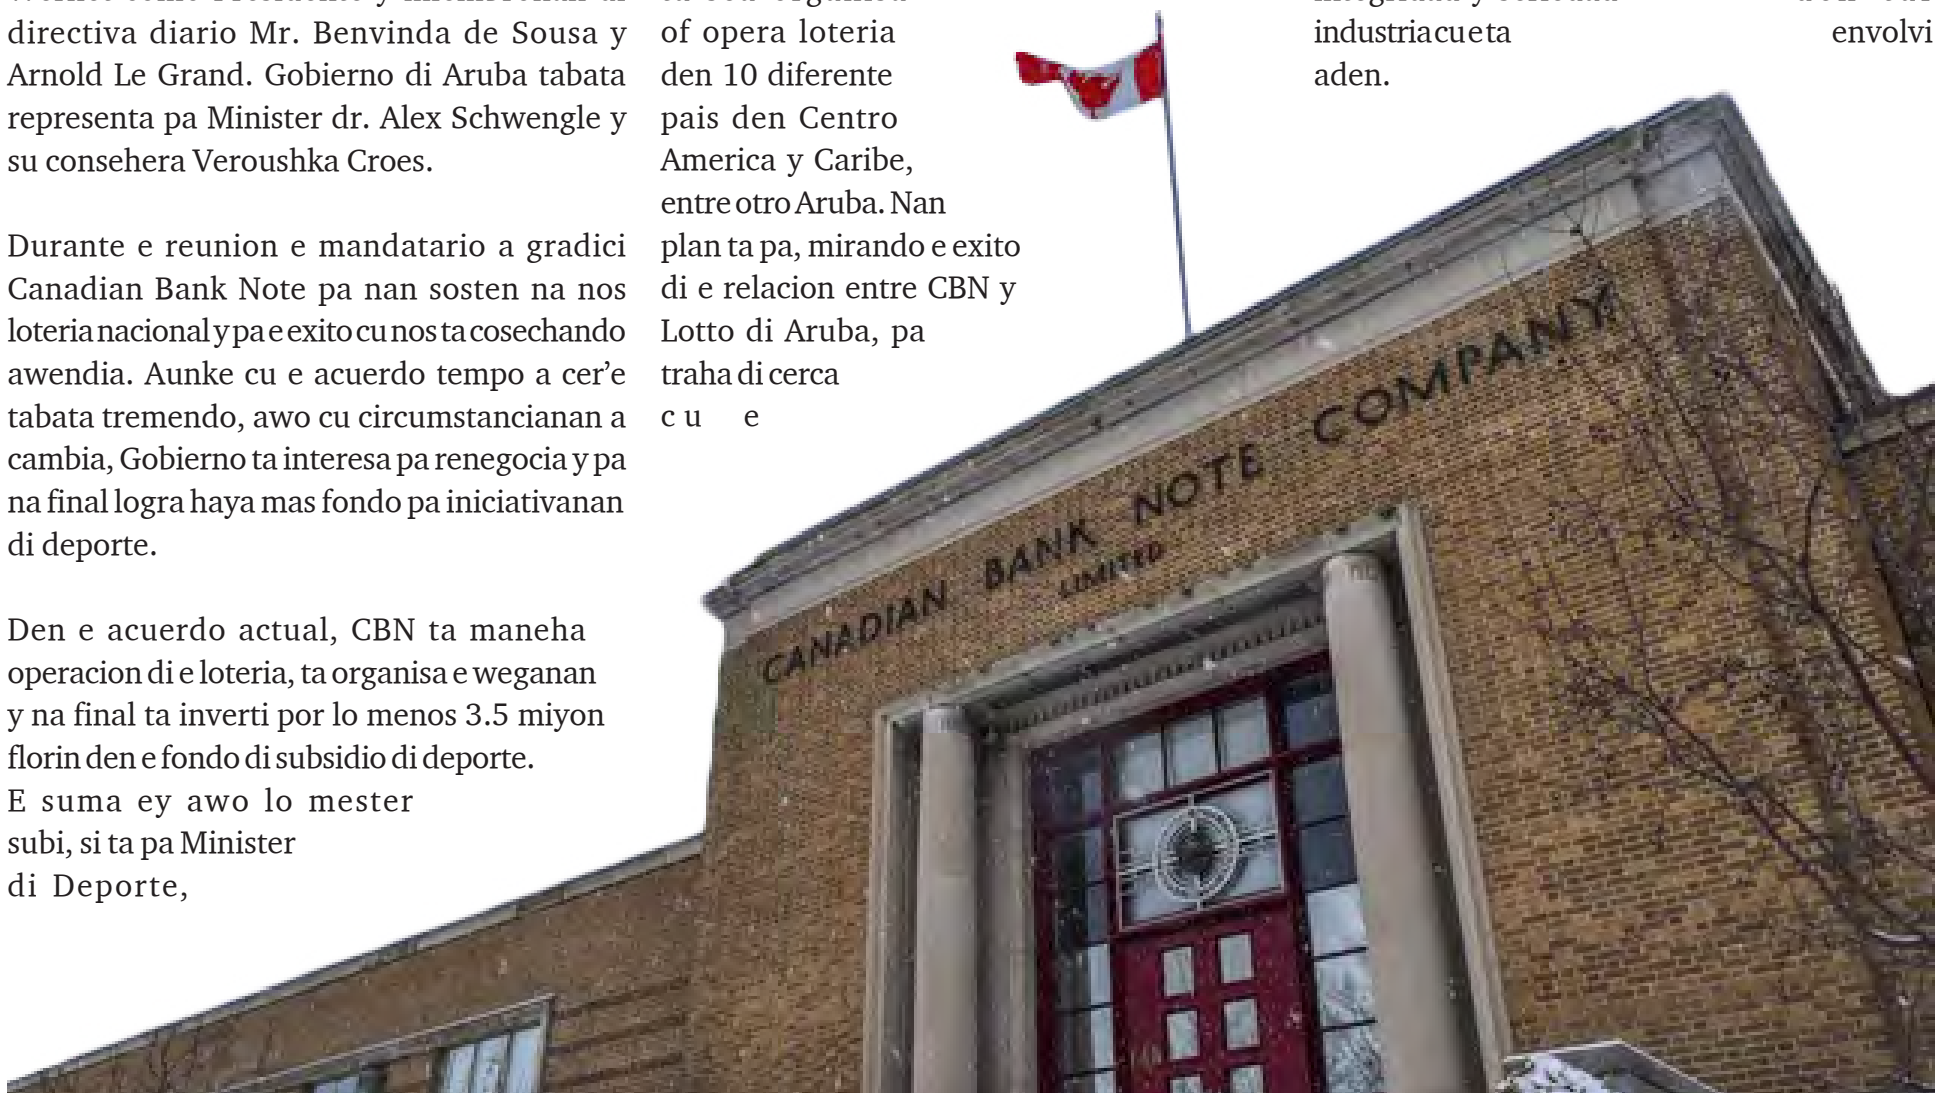 directiva diario Mr. Benvinda de Sousa y
Arnold Le Grand. Gobierno di Aruba tabata
representa pa Minister dr. Alex Schwengle y
su consehera Veroushka Croes.
Durante e reunion e mandatario a gradici
Canadian Bank Note pa nan sosten na nos
loteria nacional y pa e exito cu nos ta cosechando
awendia. Aunke cu e acuerdo tempo a cer’e
tabata tremendo, awo cu circumstancianan a
cambia, Gobierno ta interesa pa renegocia y pa
na final logra haya mas fondo pa iniciativanan
di deporte.
Den e acuerdo actual, CBN ta maneha
operacion di e loteria, ta organisa e weganan
y na final ta inverti por lo menos 3.5 miyon
florin den e fondo di subsidio di deporte.
E suma ey awo lo mester
subi, si ta pa Minister
di Deporte,
of opera loteria
den 10 diferente
pais den Centro
America y Caribe,
entre otro Aruba. Nan
plan ta pa, mirando e exito
di e relacion entre CBN y
Lotto di Aruba, pa
traha di cerca
cu e
industria cu e ta envolvi
aden.
CANADIAN BANK NOTE COMPANY
LIMITED